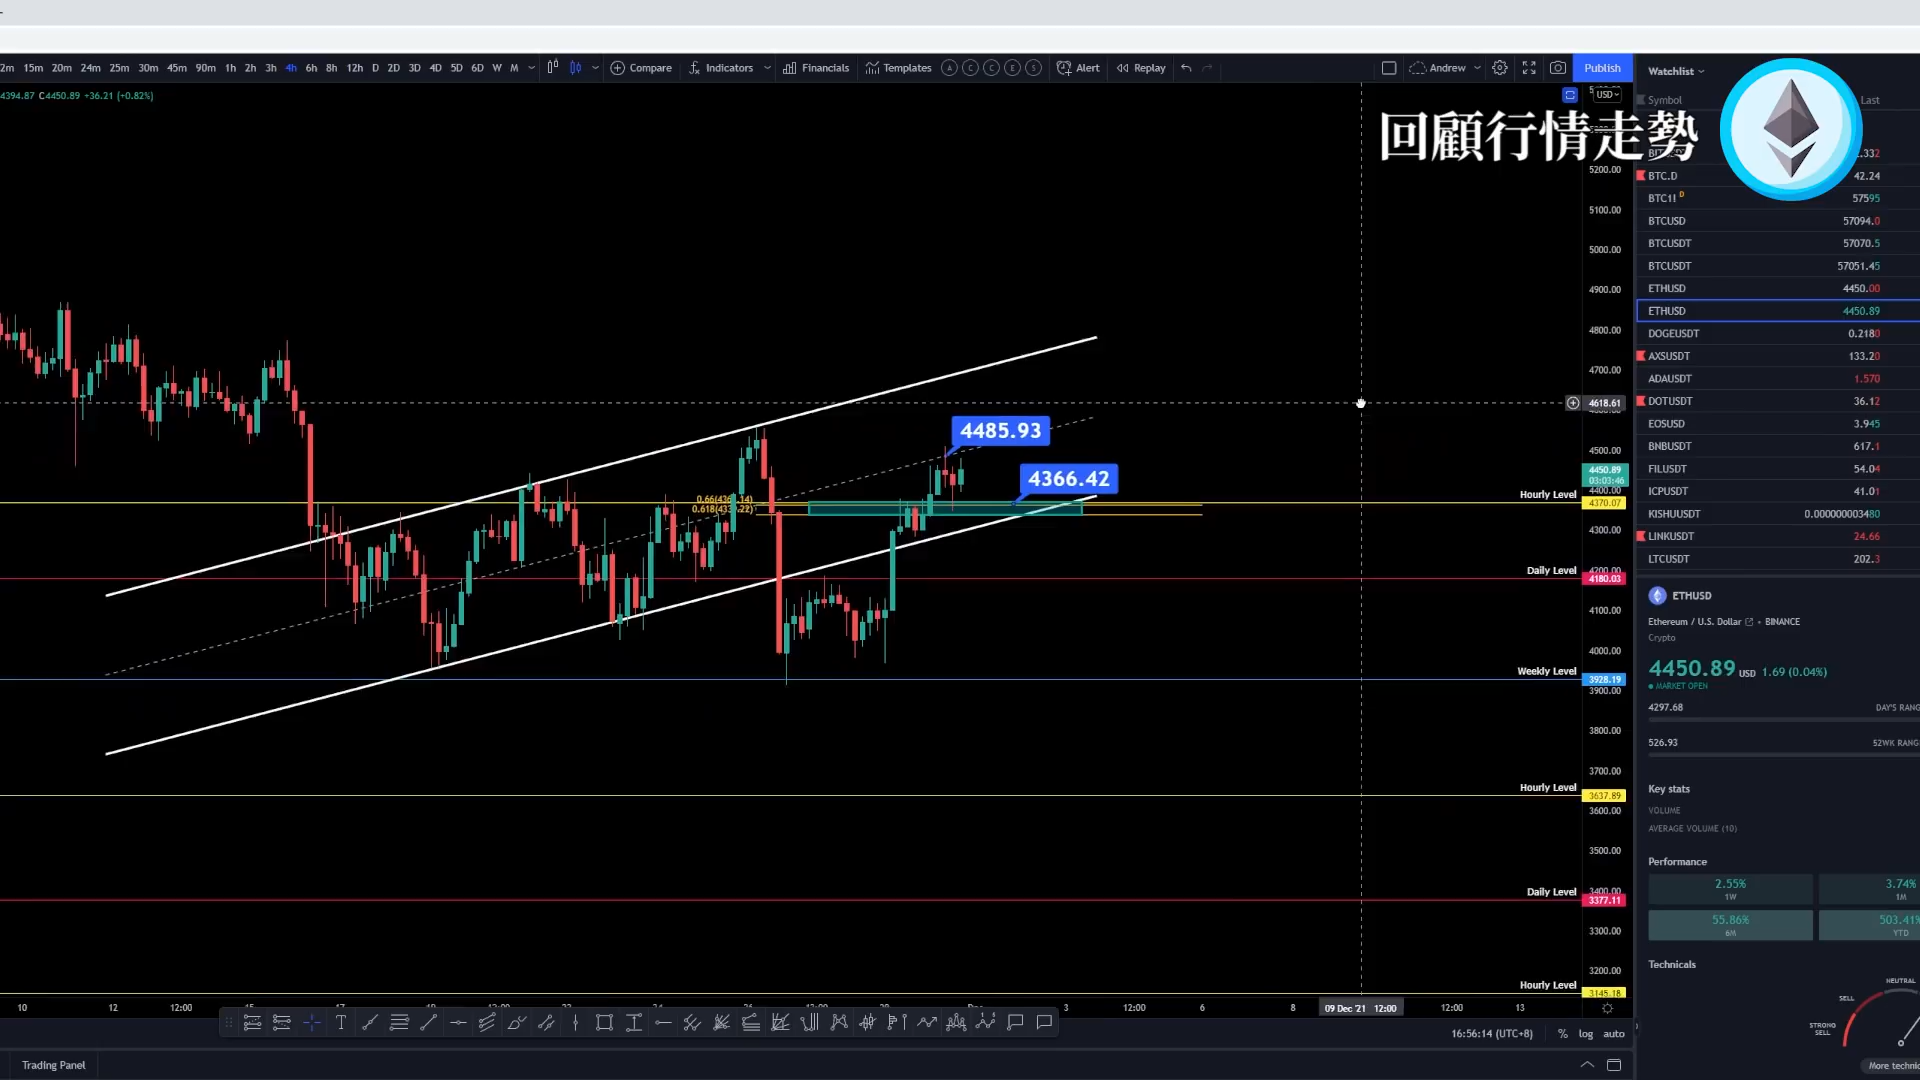 2m 15m 20m 24m 25m 30m 45m 90m 1h 2h 3h 4h 6h 8h 12h D 2D 3D 4D 5D 6D W M Compare Indicators Financials Templates A C C E S Alert Replay Andrew Publish
4394.87 C4450.89 +36.21 (+0.82%)
USD
回顧行情走勢
5200.00
5100.00
5000.00
4900.00
4800.00
4700.00
4618.61
4500.00
4485.93
4450.89
03:03:46
4400.00
4366.42
Hourly Level 4370.07
4300.00
Daily Level 4180.03
4100.00
4000.00
Weekly Level 3928.19
3900.00
3800.00
3700.00
Hourly Level 3637.89
3600.00
3500.00
3400.00
Daily Level 3377.11
3300.00
3200.00
Hourly Level 3145.18
10 12 12:00 3 12:00 6 8 09 Dec '21 12:00 12:00 13
16:56:14 (UTC+8) % log auto
Trading Panel
Watchlist
Symbol Last
BTC.D 42.24
BTC1! D 57595
BTCUSD 57094.0
BTCUSDT 57070.5
BTCUSDT 57051.45
ETHUSD 4450.00
ETHUSD 4450.89
DOGEUSDT 0.2180
AXSUSDT 133.20
ADAUSDT 1.570
DOTUSDT 36.12
EOSUSD 3.945
BNBUSDT 617.1
FILUSDT 54.04
ICPUSDT 41.01
KISHUUSDT 0.0000000003480
LINKUSDT 24.66
LTCUSDT 202.3
ETHUSD
Ethereum / U.S. Dollar • BINANCE
Crypto
4450.89 USD 1.69 (0.04%)
MARKET OPEN
4297.68 DAY'S RANG
526.93 52WK RANG
Key stats
VOLUME
AVERAGE VOLUME (10)
Performance
2.55% 3.74%
1W 1M
55.86% 503.41%
6M YTD
Technicals
NEUTRAL
SELL
STRONG
SELL
More technic